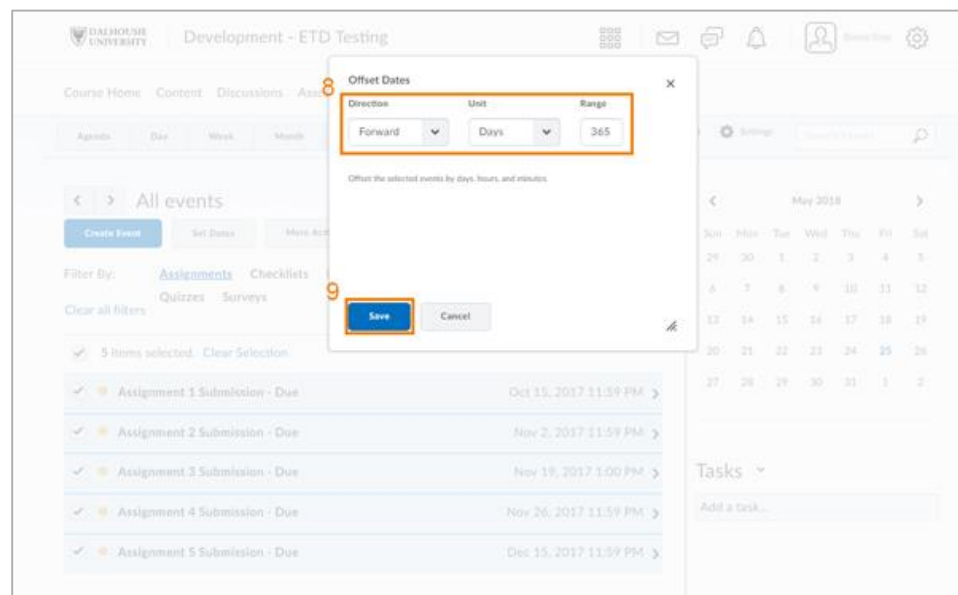 DALHOUSIE
UNIVERSITY
Development - ETD Testing
8
Offset Dates
Direction Unit Range
Forward Days 365
Offset the selected events by days, hours, and minutes.
Course Home Content Discussions
Agenda Day Week Month
Settings
All events
Create Event Set Dates
Filter By: Assignments Checklists
Quizzes Surveys
Clear all filters
9
Save Cancel
5 items selected. Clear Selection
Assignment 1 Submission - Due Oct 15, 2017 11:59 PM
Assignment 2 Submission - Due Nov 2, 2017 11:59 PM
Assignment 3 Submission - Due Nov 19, 2017 1:00 PM
Assignment 4 Submission - Due Nov 26, 2017 11:59 PM
Assignment 5 Submission - Due Dec 15, 2017 11:59 PM
May 2018
Sun Mon Tue Wed Thu Fri Sat
29 30 1 2 3 4 5
6 7 8 9 10 11 12
13 14 15 16 17 18 19
20 21 22 23 24 25 26
27 28 29 30 31 1 2
Tasks
Add a task...